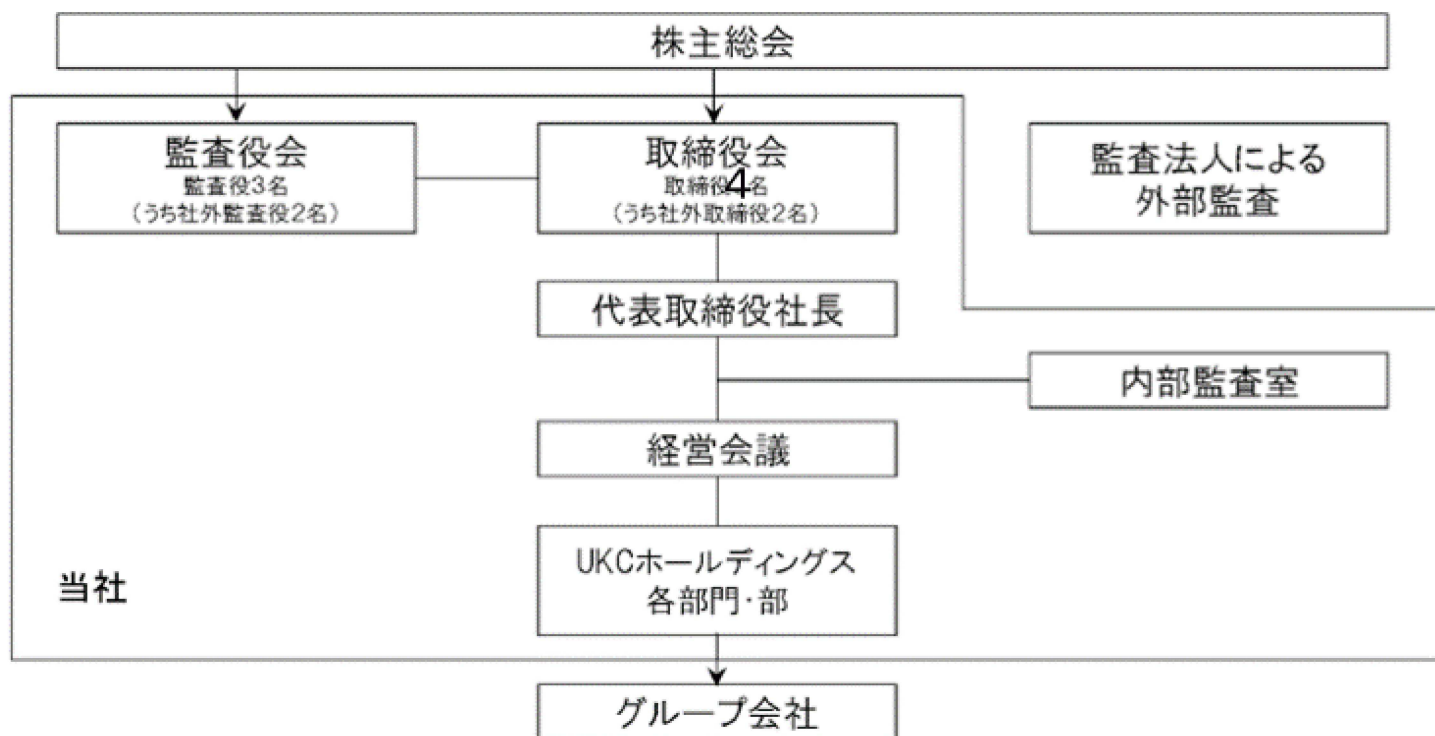 株主総会
監査役会
監査役3名
(うち社外監査役2名)
取締役会
取締役4名
(うち社外取締役2名)
監査法人による
外部監査
代表取締役社長
内部監査室
経営会議
UKCホールディングス
各部門・部
当社
グループ会社